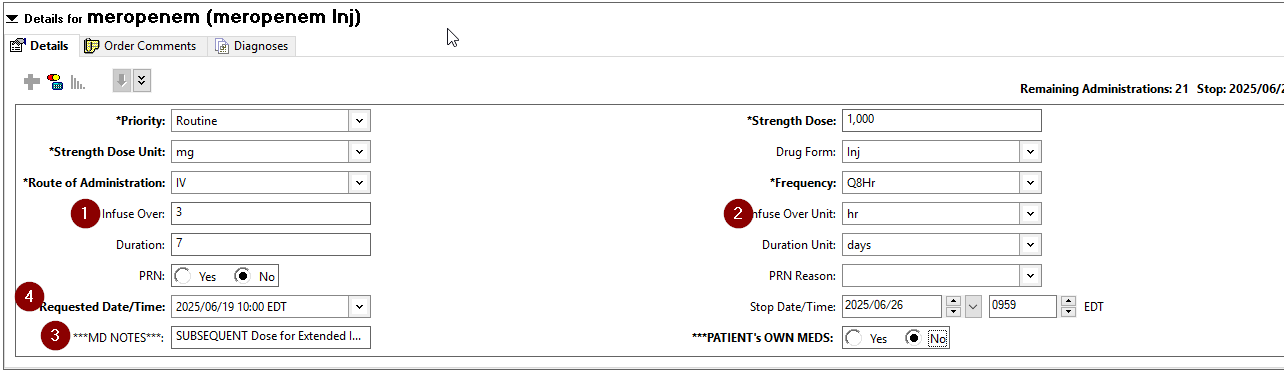 Details for meropenem (meropenem Inj)
Details Order Comments Diagnoses
Remaining Administrations: 21 Stop: 2025/06/2
*Priority: Routine *Strength Dose: 1,000
*Strength Dose Unit: mg Drug Form: Inj
*Route of Administration: IV *Frequency: Q8Hr
1 Infuse Over: 3 2 nfuse Over Unit: hr
Duration: 7 Duration Unit: days
PRN: Yes No PRN Reason:
4 Requested Date/Time: 2025/06/19 10:00 EDT Stop Date/Time: 2025/06/26 0959 EDT
3 ***MD NOTES***: SUBSEQUENT Dose for Extended I... ***PATIENT's OWN MEDS: Yes No